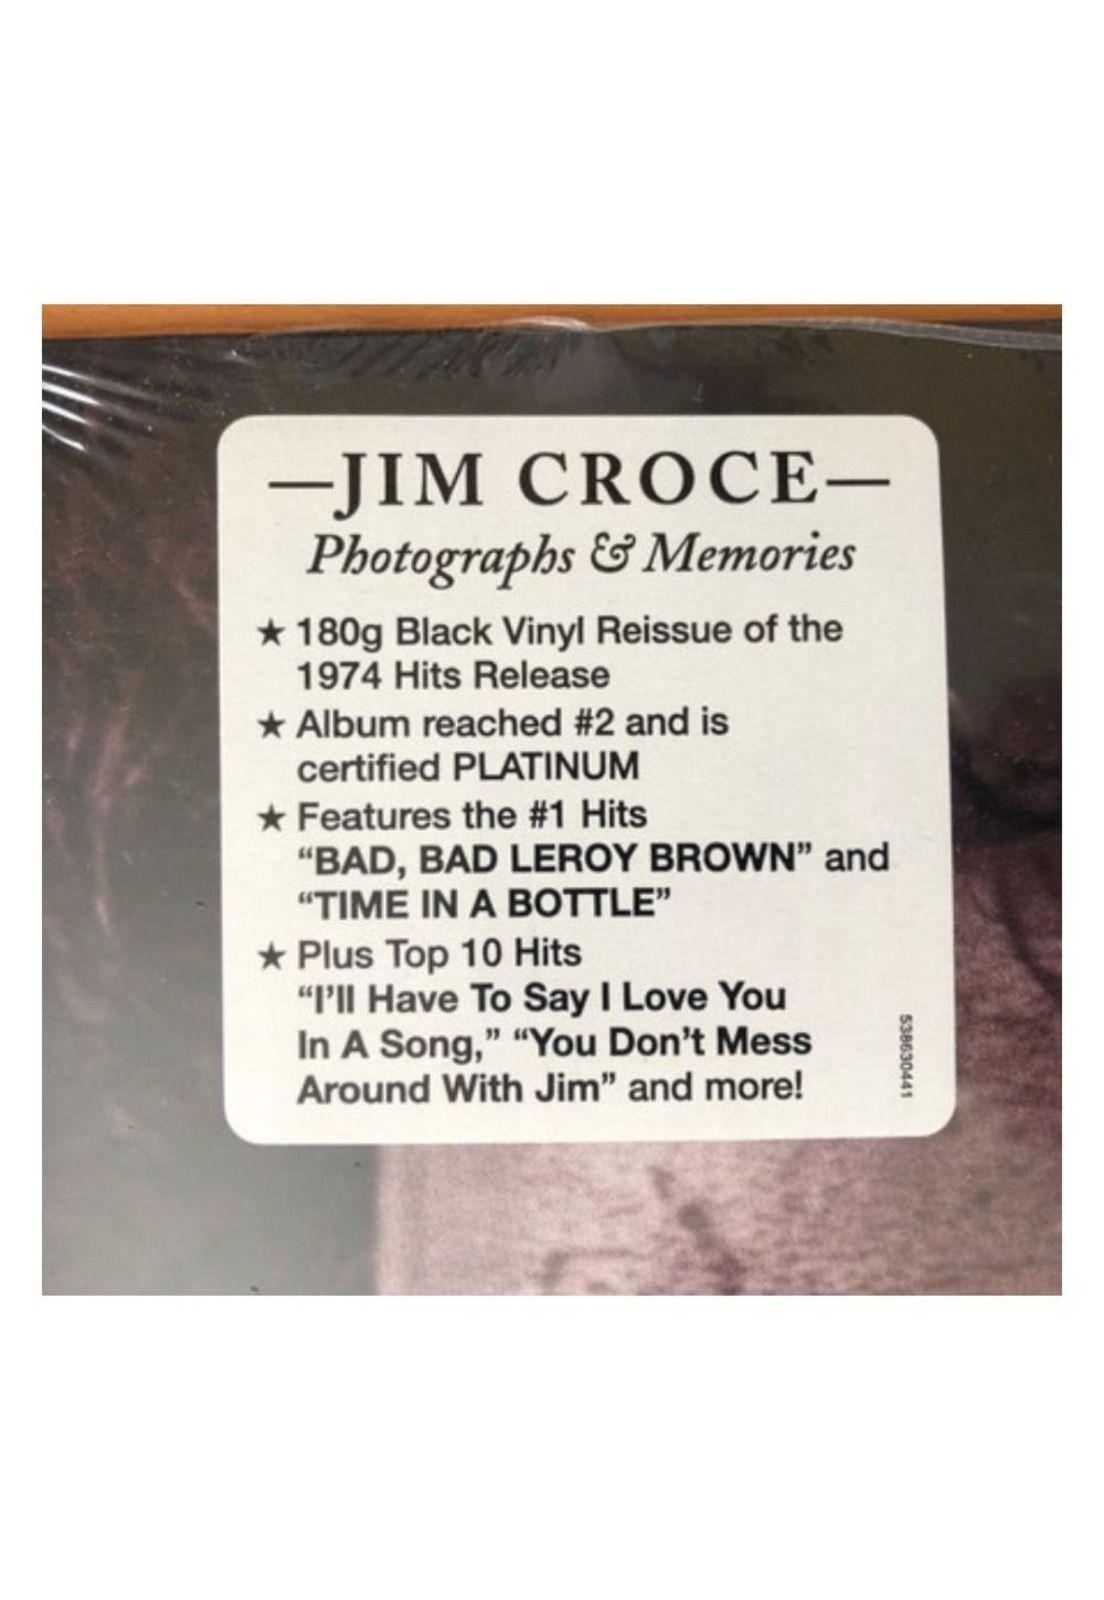 —JIM CROCE—
Photographs & Memories
★ 180g Black Vinyl Reissue of the
1974 Hits Release
★ Album reached #2 and is
certified PLATINUM
★ Features the #1 Hits
“BAD, BAD LEROY BROWN” and
“TIME IN A BOTTLE”
★ Plus Top 10 Hits
“I’ll Have To Say I Love You
In A Song,” “You Don’t Mess
Around With Jim” and more!
538630441